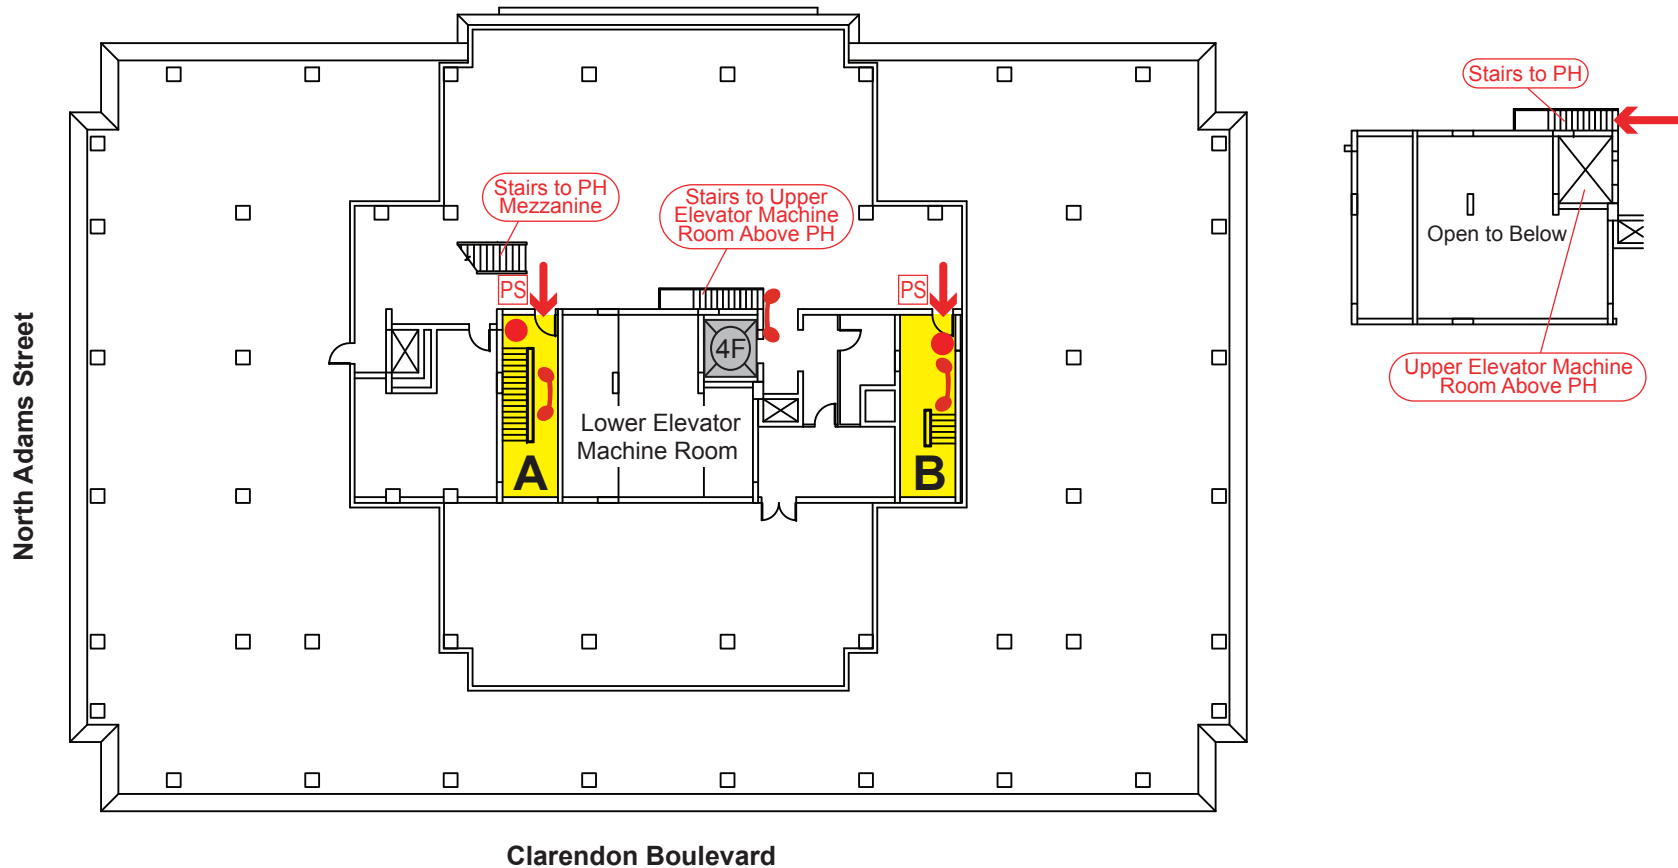 Stairs to PH
Stairs to PH
Mezzanine
Stairs to Upper
Elevator Machine
Room Above PH
Open to Below
PS
PS
4F
Upper Elevator Machine
Room Above PH
Lower Elevator
Machine Room
A
B
North Adams Street
Clarendon Boulevard